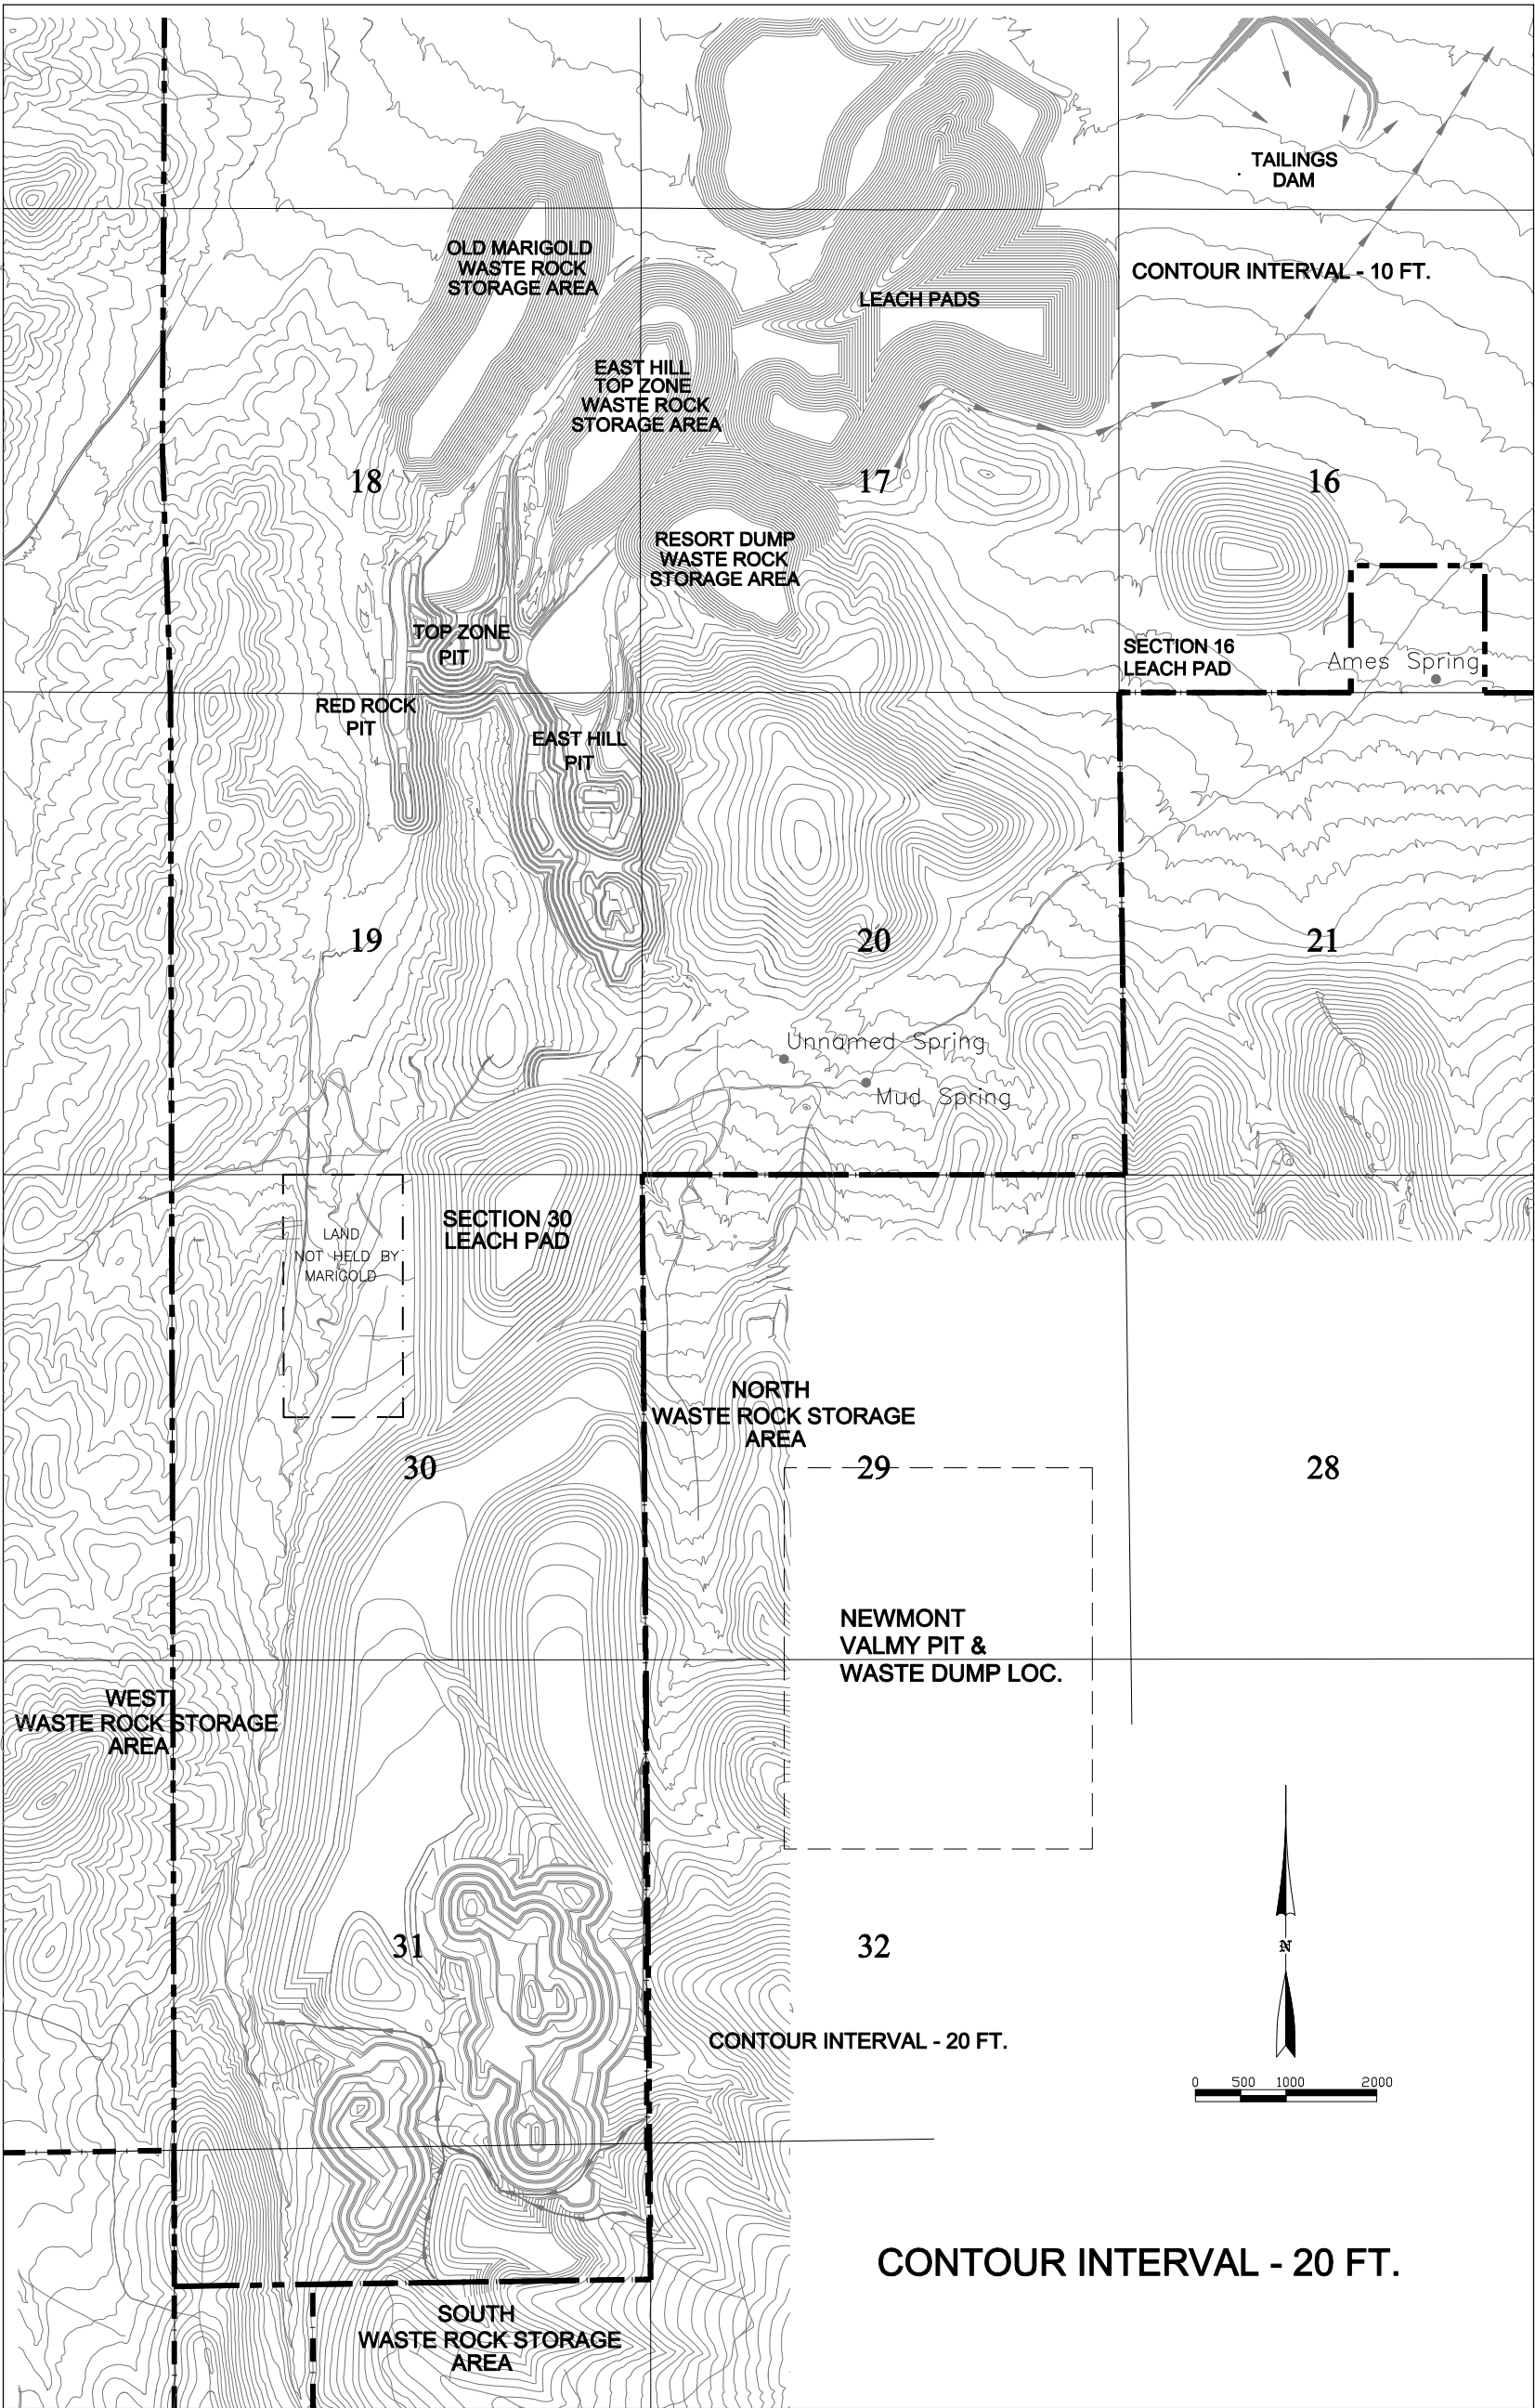 TAILINGS
DAM
OLD MARIGOLD
WASTE ROCK
STORAGE AREA
CONTOUR INTERVAL - 10 FT.
LEACH PADS
EAST HILL
TOP ZONE
WASTE ROCK
STORAGE AREA
18
17
16
RESORT DUMP
WASTE ROCK
STORAGE AREA
TOP ZONE
PIT
SECTION 16
LEACH PAD
Ames Spring
RED ROCK
PIT
EAST HILL
PIT
19
20
21
Unnamed Spring
Mud Spring
SECTION 30
LEACH PAD
LAND
NOT HELD BY
MARIGOLD
NORTH
WASTE ROCK STORAGE
AREA
30
29
28
NEWMONT
VALMY PIT &
WASTE DUMP LOC.
WEST
WASTE ROCK STORAGE
AREA
31
32
N
CONTOUR INTERVAL - 20 FT.
0 500 1000 2000
CONTOUR INTERVAL - 20 FT.
SOUTH
WASTE ROCK STORAGE
AREA